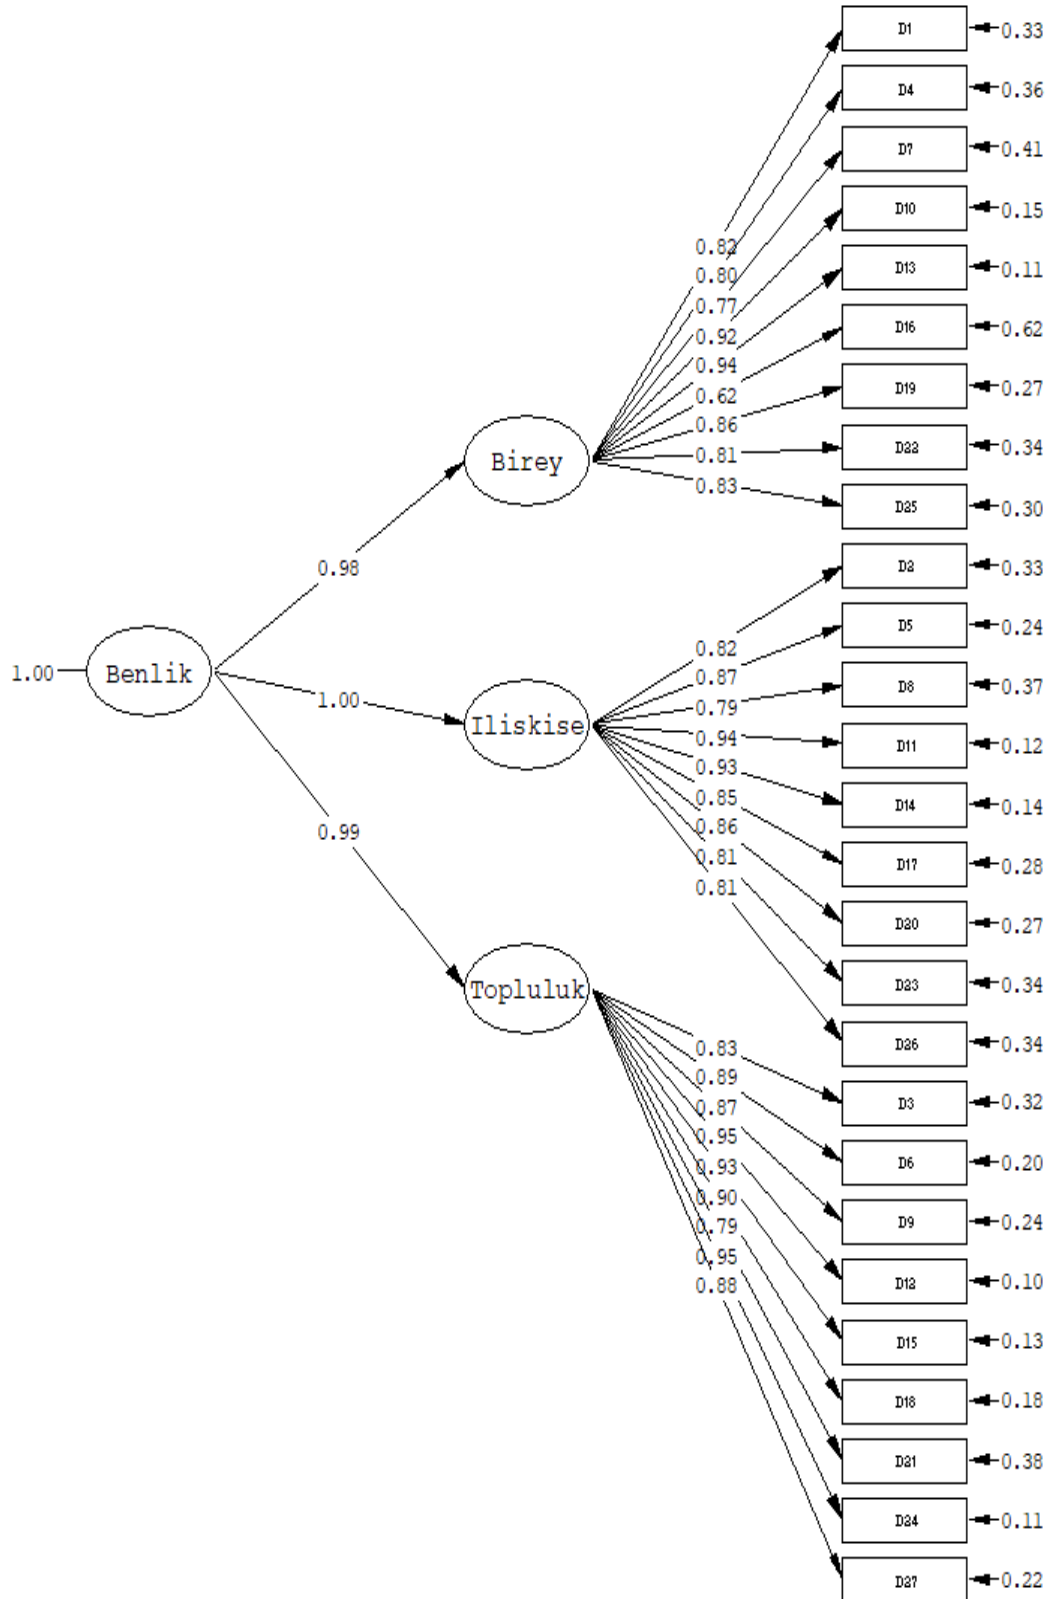 D1
0.33
D4
0.36
D7
0.41
D10
0.15
0.82
0.80
D13
0.11
0.77
D16
0.62
0.92
0.94
D19
0.27
0.62
0.86
D22
0.34
0.81
Birey
0.83
D25
0.30
0.98
D2
0.33
D5
0.24
0.82
1.00
Benlik
0.87
D8
0.37
1.00
0.79
Iliskise
0.94
D11
0.12
0.93
0.85
D14
0.14
0.99
0.86
0.81
D17
0.28
0.81
D20
0.27
Topluluk
D23
0.34
0.83
D26
0.34
0.89
0.87
D3
0.32
0.95
0.93
D6
0.20
0.90
0.79
D9
0.24
0.95
0.88
D12
0.10
D15
0.13
D18
0.18
D21
0.38
D24
0.11
D27
0.22